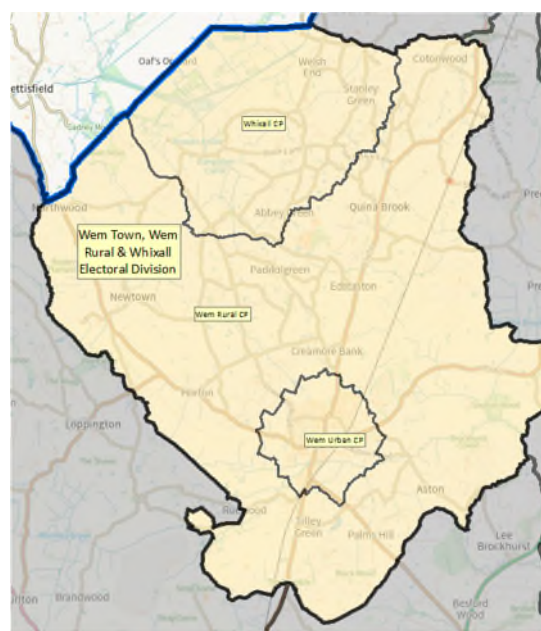 Oaf's Orchard
Welsh
End
Cotonwood
ettisfield
Stanley
Green
Whixall CP
Northwood
Abbey Green
Quina Brook
Wem Town, Wem
Rural & Whixall
Electoral Division
Paddolgreen
Edstaston
Newtown
Wem Rural CP
Creamore Bank
Horton
Loppington
Wem Urban CP
Aston
Ruewood
Tilley
Green
Palms Hill
Lee
Brockhurst
Brandwood
Besford
Wood